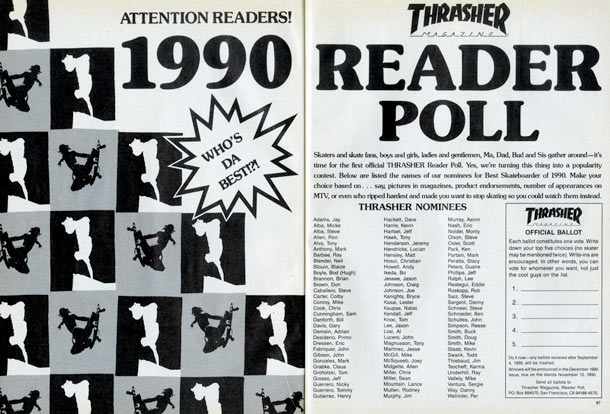 ATTENTION READERS!
1990
WHO'S
DA
BEST!?!
THRASHER
MAGAZINE
READER
POLL
Skaters and skate fans, boys and girls, ladies and gentlemen, Ma, Dad, Bud and Sis gather around—it's
time for the first official THRASHER Reader Poll. Yes, we're turning this thing into a popularity
contest. Below are listed the names of our nominees for Best Skateboarder of 1990. Make your
choice based on . . . say, pictures in magazines, product endorsements, number of appearances on
MTV, or even who ripped hardest and made you want to stop skating so you could watch them instead.
THRASHER NOMINEES
Adams, Jay
Alba, Micke
Alba, Steve
Allen, Ron
Alva, Tony
Anthony, Mark
Barbee, Ray
Blender, Neil
Blouin, Blaize
Boyle, Bod (Hugh)
Brannon, Brian
Brown, Don
Caballero, Steve
Carter, Colby
Conroy, Mike
Cook, Chris
Cunningham, Sam
Danforth, Bill
Davis, Gary
Demain, Adrian
Desiderio, Primo
Dressen, Eric
Fabriquer, John
Gibson, John
Gonzales, Mark
Grabke, Claus
Groholski, Tom
Grosso, Jeff
Guerrero, Nicky
Guerrero, Tommy
Gutierrez, Henry
Hackett, Dave
Harris, Kevin
Hartsel, Jeff
Hawk, Tony
Henderson, Jeremy
Hendricks, Lucian
Hensley, Matt
Hosoi, Christian
Howell, Andy
Ikeda, Bo
Jessee, Jason
Johnson, Craig
Johnson, Joe
Kanights, Bryce
Kasai, Lester
Kaupas, Natas
Kendall, Jeff
Knox, Tom
Lee, Jason
Losi, Al
Lucero, John
Magnusson, Tony
Martinez, Jesse
McGill, Mike
McSqueeb, Joey
Midgette, Allen
Miller, Chris
Miller, Sean
Mountain, Lance
Mullen, Rodney
Murphy, Jim
Murray, Aaron
Nash, Eric
Nolder, Monty
Olson, Steve
Oster, Scott
Park, Ken
Partain, Mark
Peralta, Stacy
Peters, Duane
Phillips, Jeff
Ralph, Lee
Reategui, Eddie
Roskopp, Rob
Saiz, Steve
Sargent, Danny
Schneer, Steve
Schroeder, Ben
Schultes, John
Simpson, Reese
Smith, Buck
Smith, Doug
Smith, Mike
Staab, Kevin
Swank, Todd
Thiebaud, Jim
Tascheff, Karma
Underhill, Ray
Vallely, Mike
Ventura, Sergie
Way, Danny
Welinder, Per
THRASHER
MAGAZINE
OFFICIAL BALLOT
Each ballot constitutes one vote. Write
down your top five choices (no skater
may be mentioned twice). Write-ins are
encouraged. In other words, you can
vote for whomever you want, not just
the cool guys on the list.
1.
2.
3.
4.
5.
Do it now—any ballots received after September
4, 1990, will be
Winners will be announced in the December 1990
issue, due on the stands November 15, 1990.
Send all ballots to
Thrasher Magazine, Reader Poll,
PO. Box 884570, San Francisco, CA 94188-4570
87